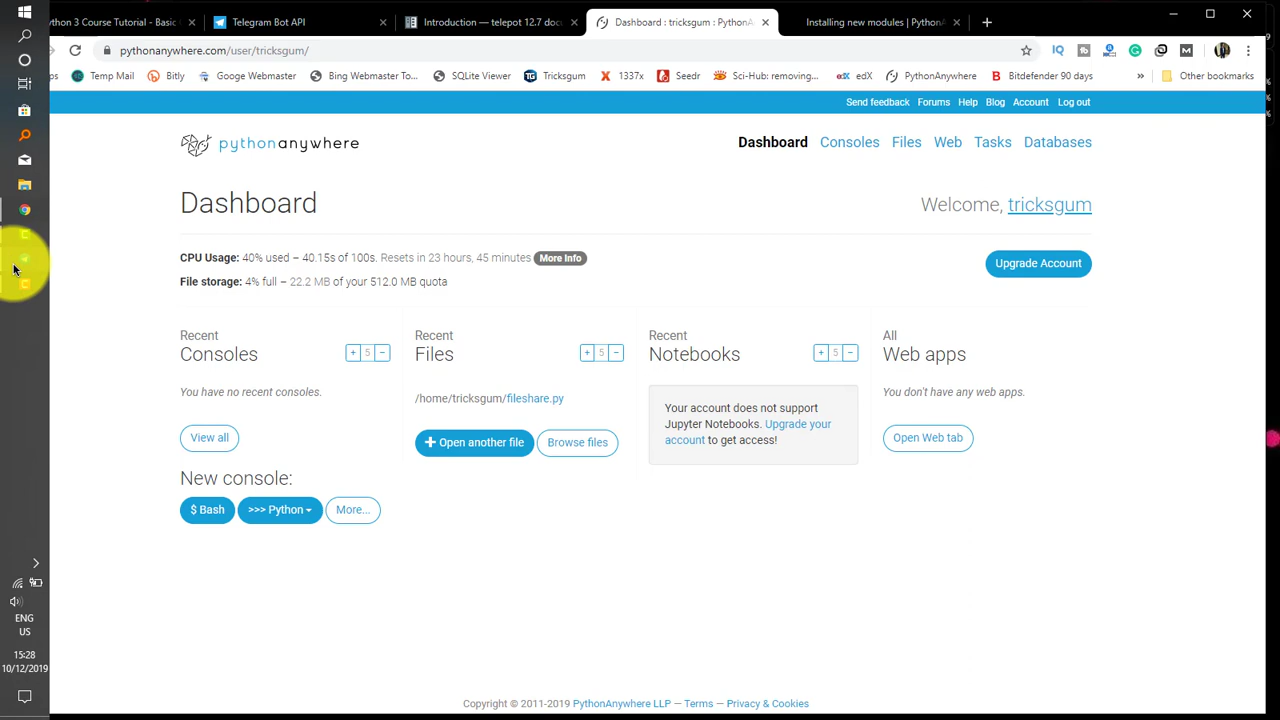 ython 3 Course Tutorial - Basic
Telegram Bot API
Introduction — telepot 12.7 doc
Dashboard : tricksgum : PythonA
Installing new modules | PythonA
pythonanywhere.com/user/tricksgum/
ps
Temp Mail
Bitly
Googe Webmaster
Bing Webmaster To...
SQLite Viewer
Tricksgum
1337x
Seedr
Sci-Hub: removing...
edX
PythonAnywhere
Bitdefender 90 days
»
Other bookmarks
Send feedback Forums Help Blog Account Log out
pythonanywhere
Dashboard Consoles Files Web Tasks Databases
Dashboard
Welcome, tricksgum
CPU Usage: 40% used – 40.15s of 100s. Resets in 23 hours, 45 minutes More Info
File storage: 4% full – 22.2 MB of your 512.0 MB quota
Upgrade Account
Recent
Consoles
+ 5 −
You have no recent consoles.
View all
New console:
$ Bash
>>> Python
More...
Recent
Files
+ 5 −
/home/tricksgum/fileshare.py
+ Open another file
Browse files
Recent
Notebooks
+ 5 −
Your account does not support
Jupyter Notebooks. Upgrade your
account to get access!
All
Web apps
You don't have any web apps.
Open Web tab
ENG
US
15:28
10/12/2019
Copyright © 2011-2019 PythonAnywhere LLP — Terms — Privacy & Cookies